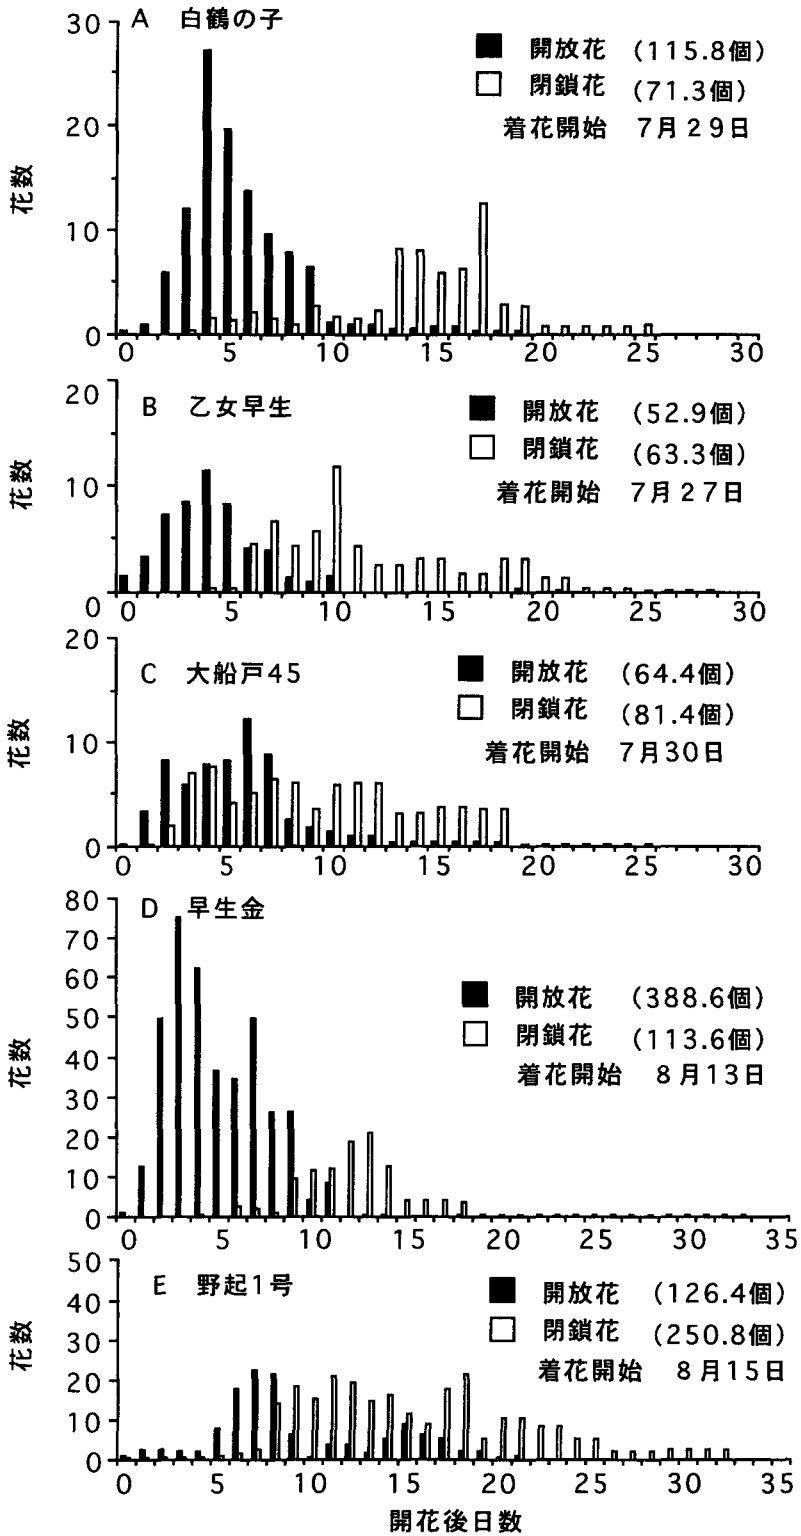 A 白鶴の子
開放花 (115.8個)
閉鎖花 (71.3個)
着花開始 7月29日
花数
30
20
10
0
0 5 10 15 20 25 30
B 乙女早生
開放花 (52.9個)
閉鎖花 (63.3個)
着花開始 7月27日
花数
20
10
0
0 5 10 15 20 25 30
C 大船戸45
開放花 (64.4個)
閉鎖花 (81.4個)
着花開始 7月30日
花数
20
10
0
0 5 10 15 20 25 30
D 早生金
開放花 (388.6個)
閉鎖花 (113.6個)
着花開始 8月13日
花数
80
70
60
50
40
30
20
10
0
0 5 10 15 20 25 30 35
E 野起1号
開放花 (126.4個)
閉鎖花 (250.8個)
着花開始 8月15日
花数
50
40
30
20
10
0
0 5 10 15 20 25 30 35
開花後日数